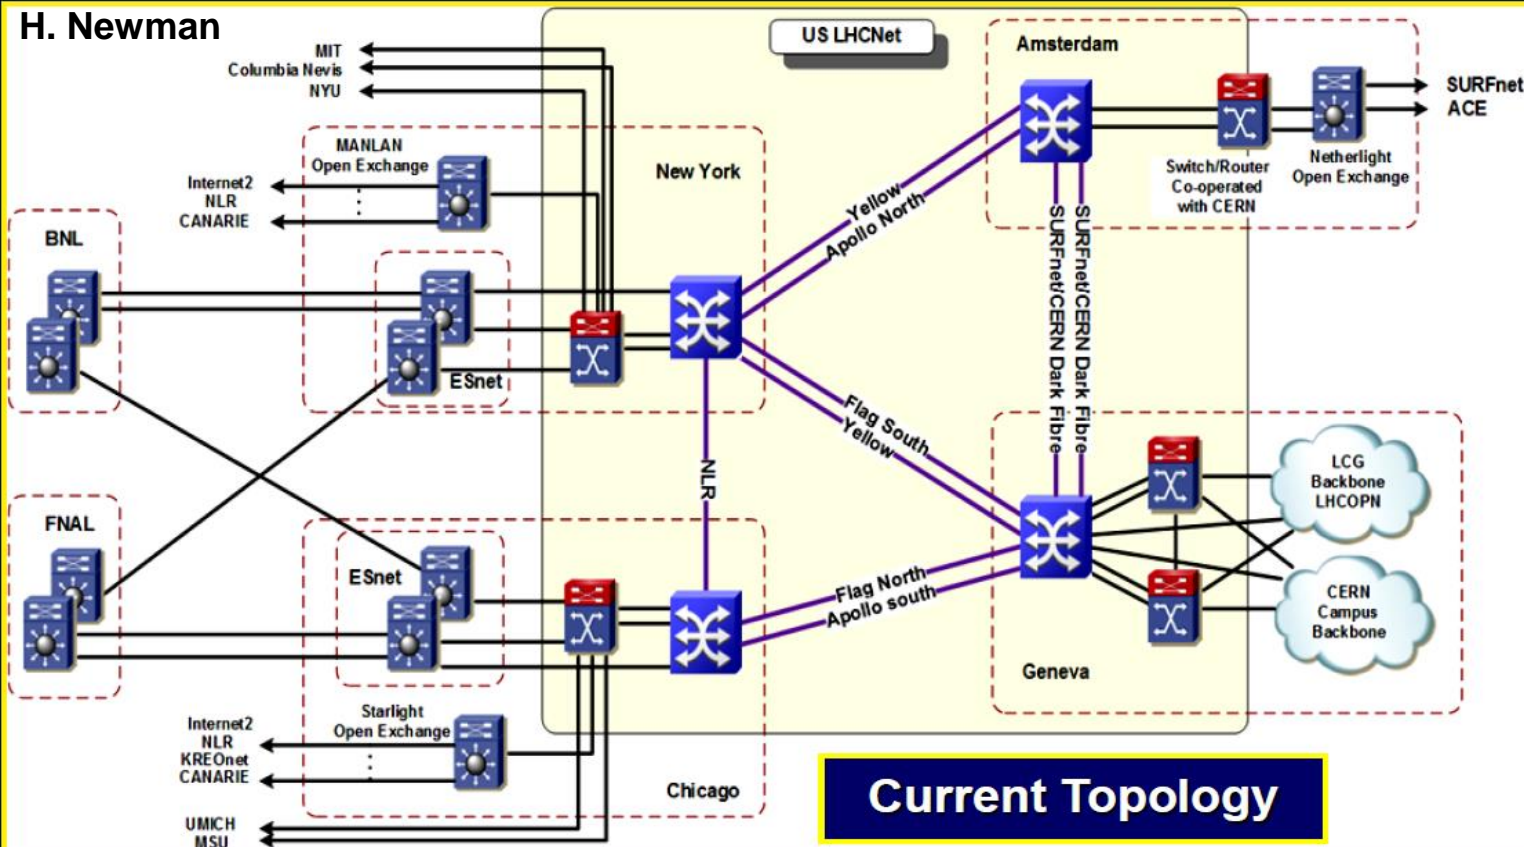 H. Newman
US LHCNet
MIT
Columbia Nevis
NYU
MANLAN
Open Exchange
New York
Internet2
NLR
CANARIE
BNL
ESnet
Amsterdam
SURFnet
ACE
Switch/Router
Co-operated
with CERN
Netherlight
Open Exchange
Yellow
Apollo North
SURFnet/CERN Dark Fibre
SURFnet/CERN Dark Fibre
Flag South
Yellow
NLR
FNAL
ESnet
Flag North
Apollo south
LCG
Backbone
LHCOPN
CERN
Campus
Backbone
Geneva
Starlight
Open Exchange
Internet2
NLR
KREOnet
CANARIE
Chicago
UMICH
MSU
Current Topology